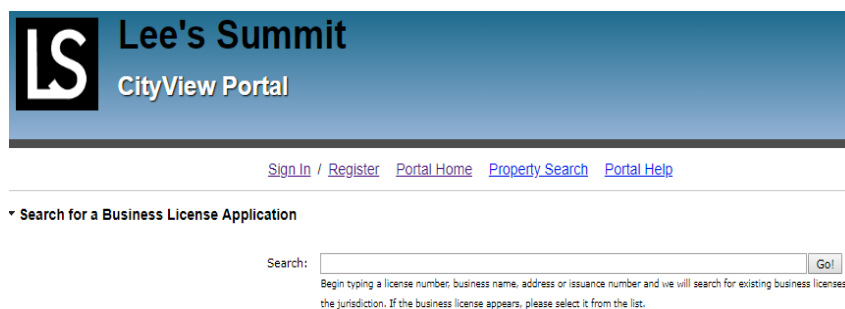 LS
Lee's Summit
CityView Portal
Sign In / Register Portal Home Property Search Portal Help
Search for a Business License Application
Search: Go!
Begin typing a license number, business name, address or issuance number and we will search for existing business licenses
the jurisdiction. If the business license appears, please select it from the list.